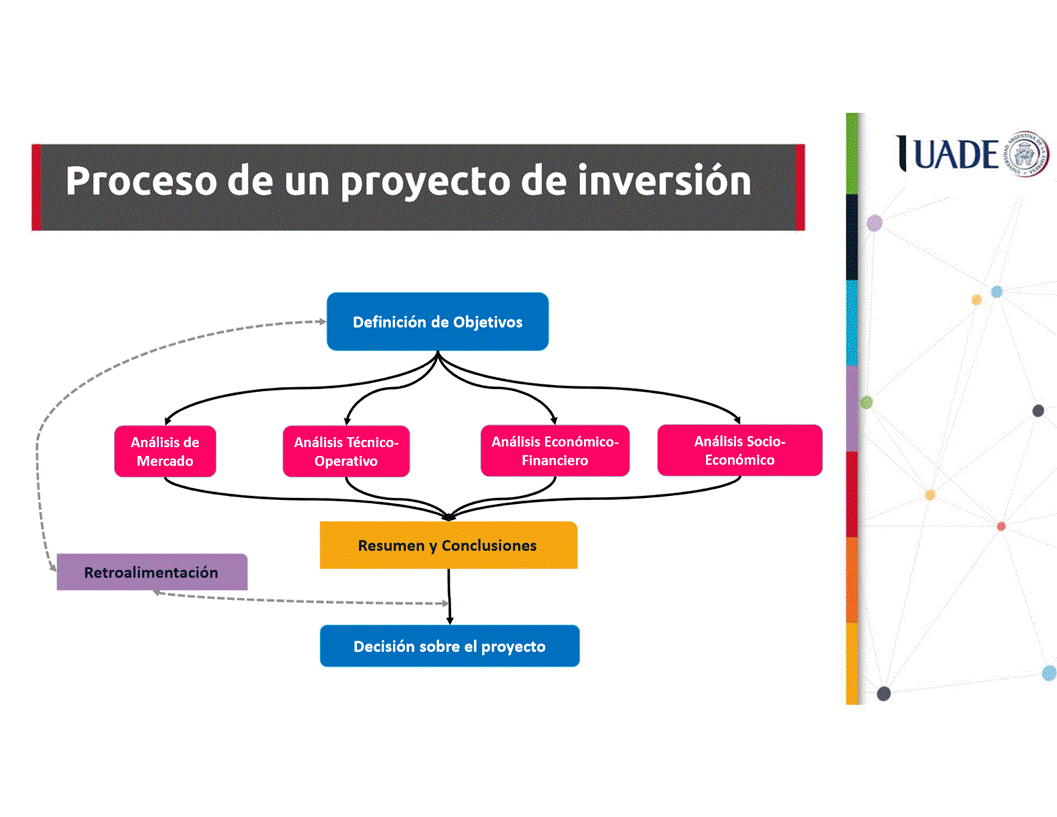 Proceso de un proyecto de inversión
UADE
Definición de Objetivos
Análisis de
Mercado
Análisis Técnico-
Operativo
Análisis Económico-
Financiero
Análisis Socio-
Económico
Resumen y Conclusiones
Retroalimentación
Decisión sobre el proyecto